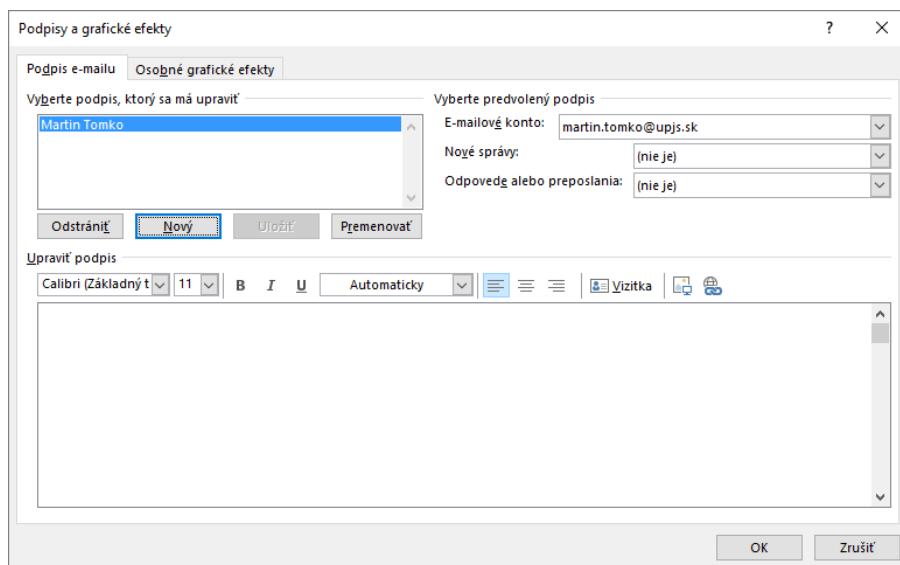 Podpisy a grafické efekty ?
Podpis e-mailu Osobné grafické efekty
Vyberte podpis, ktorý sa má upraviť
Martin Tomko
Odstrániť Nový Uložiť Premenovať
Vyberte predvolený podpis
E-mailové konto: martin.tomko@upjs.sk
Nové správy: (nie je)
Odpovede alebo preposlania: (nie je)
Upraviť podpis
Calibri (Základný t 11 B I U Automaticky Vizitka
OK Zrušiť